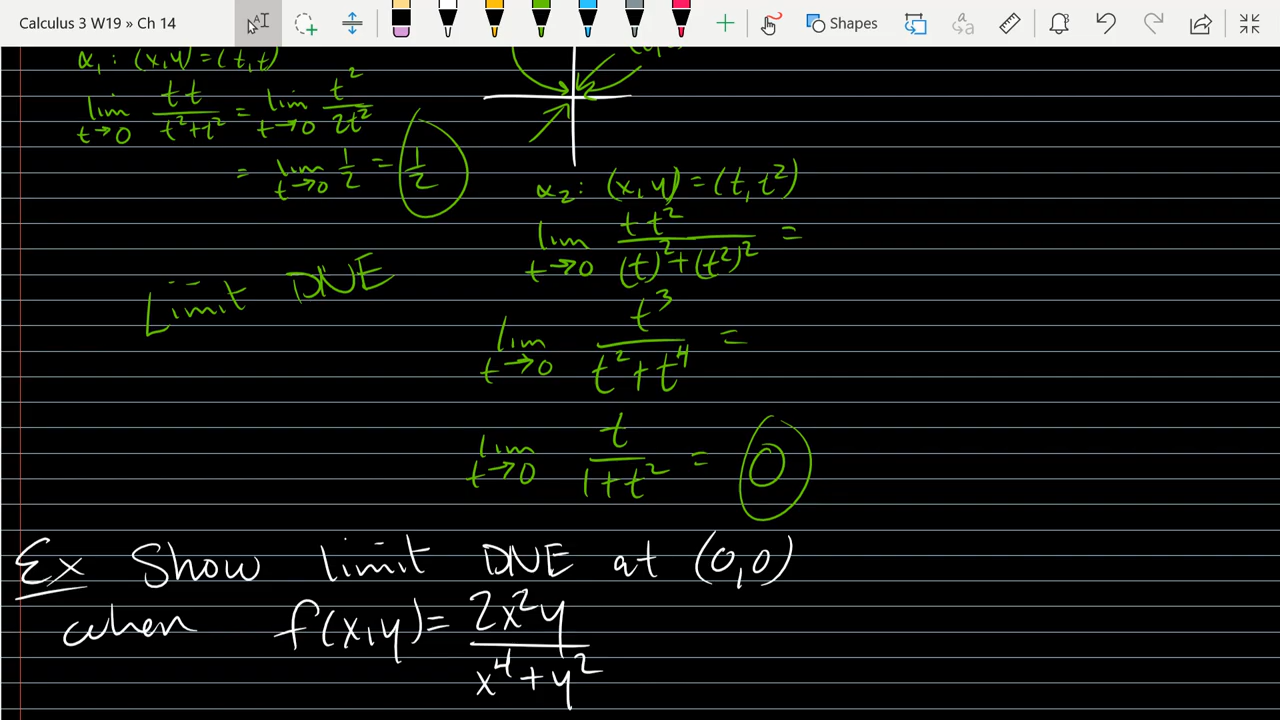 Calculus 3 W19 » Ch 14
Shapes
α₁: (x,y)=(t,t)
lim t→0 t t / t²+t² = lim t→0 t² / 2t²
= lim t→0 1/2 = 1/2
α₂: (x,y)=(t,t²)
lim t→0 t t² / (t)²+(t²)² =
Limit DNE
lim t→0 t³ / t²+t⁴ =
lim t→0 t / 1+t² = 0
Ex Show limit DNE at (0,0)
when f(x,y)= 2x²y / x⁴+y²